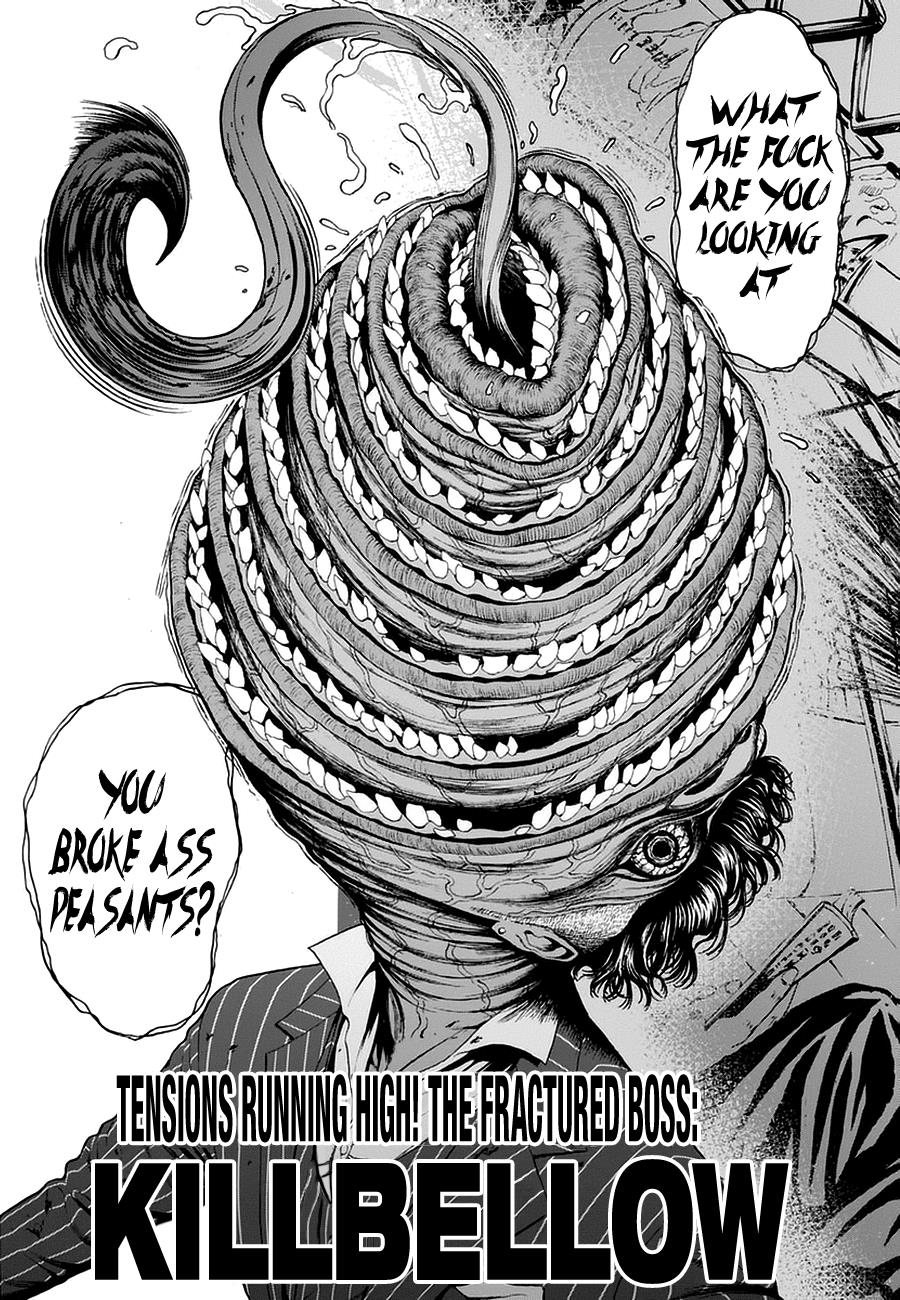 WHAT
THE FUCK
ARE YOU
LOOKING
AT
YOU
BROKE ASS
PEASANTS?
TENSIONS RUNNING HIGH! THE FRACTURED BOSS:
KILLBELLOW